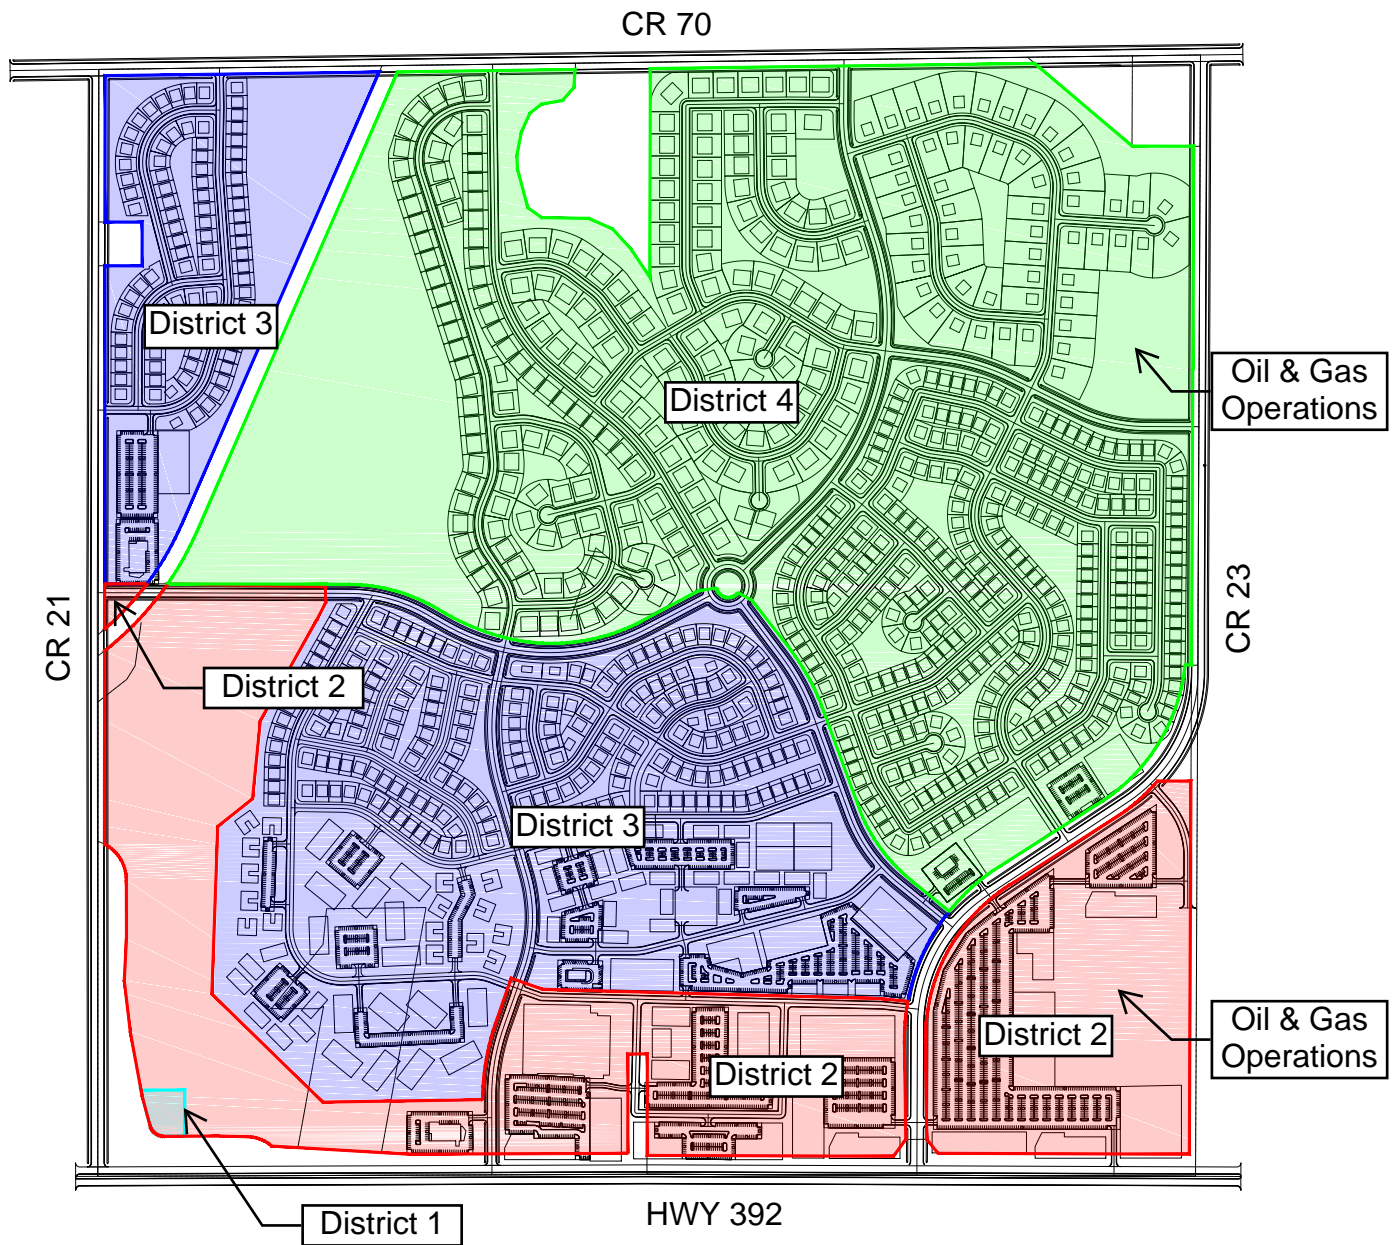 CR 70
District 3
Oil & Gas
Operations
District 4
CR 21
CR 23
District 2
District 3
Oil & Gas
Operations
District 2
District 2
District 1
HWY 392